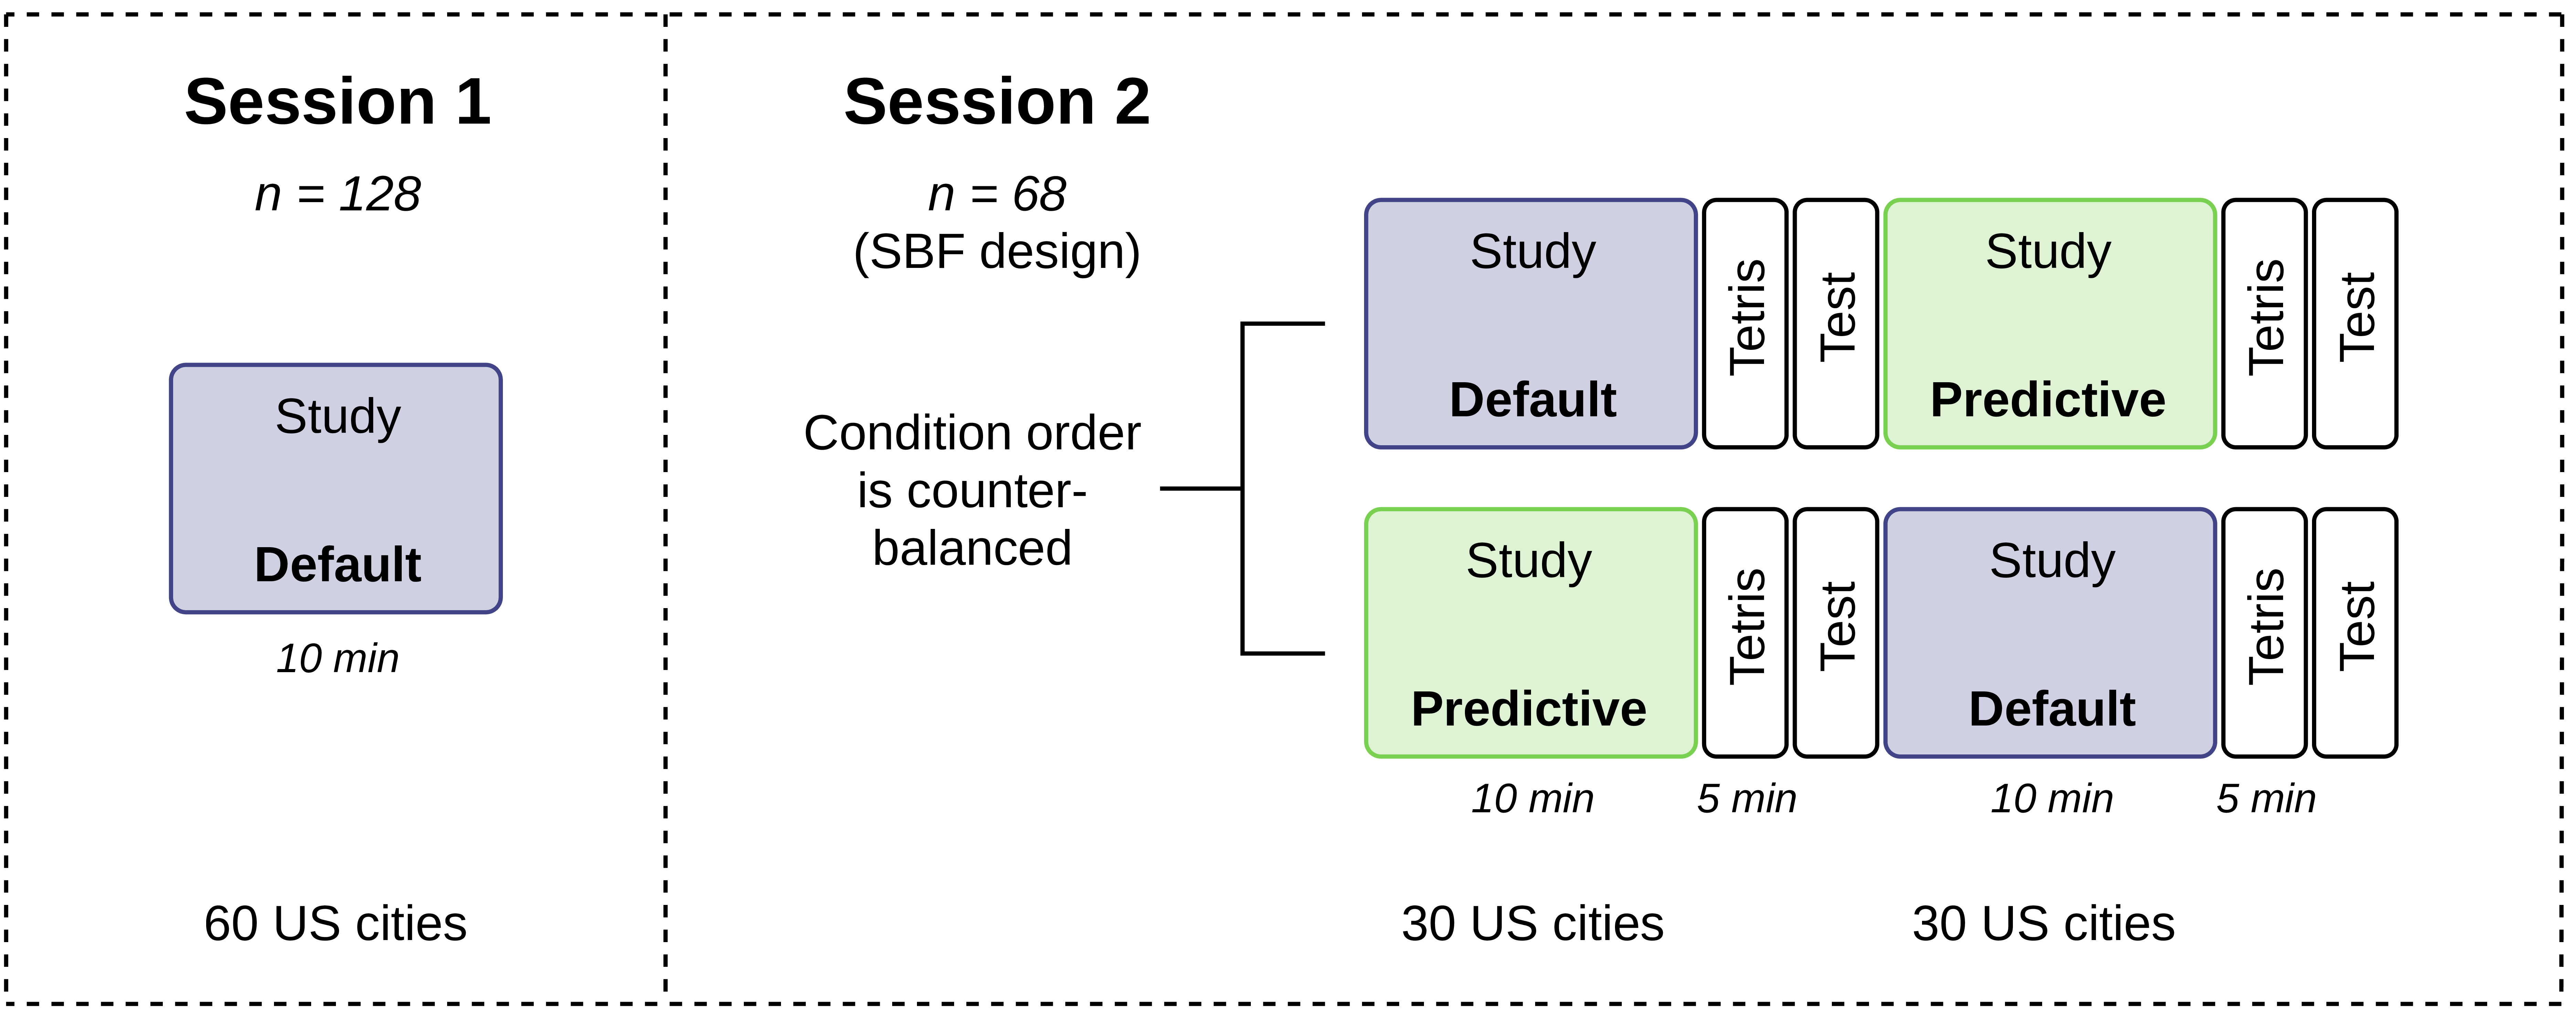 Session 1
n = 128
Study
Default
10 min
60 US cities
Session 2
n = 68
(SBF design)
Condition order
is counter-
balanced
Study
Default
Tetris
Test
Study
Predictive
Tetris
Test
Study
Predictive
Tetris
Test
Study
Default
Tetris
Test
10 min
5 min
10 min
5 min
30 US cities
30 US cities